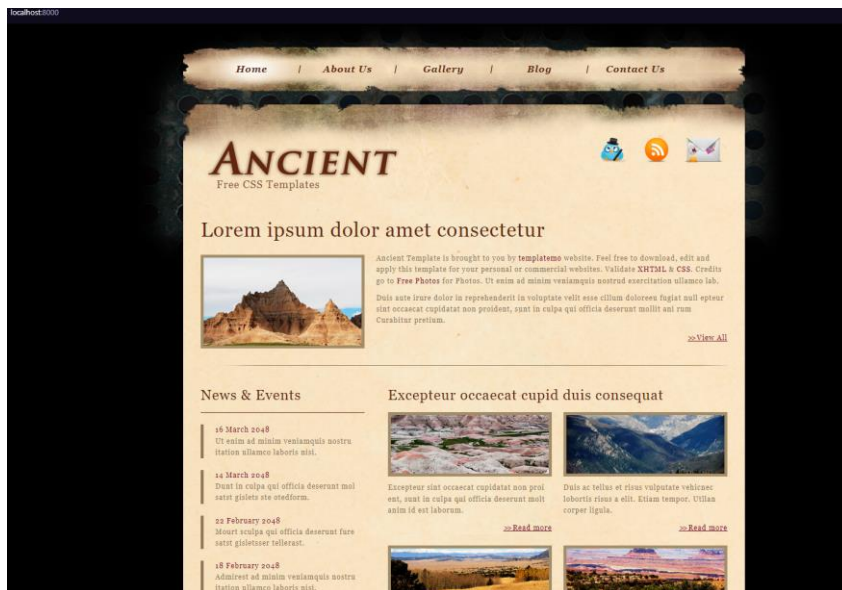 localhost:8000
Home | About Us | Gallery | Blog | Contact Us
ANCIENT
Free CSS Templates
Lorem ipsum dolor amet consectetur
Ancient Template is brought to you by templatemo website. Feel free to download, edit and
apply this template for your personal or commercial websites. Validate XHTML & CSS. Credits
go to Free Photos for Photos. Ut enim ad minim veniamquis nostrud exercitation ullamco lab.
Duis aute irure dolor in reprehenderit in voluptate velit esse cillum doloreeu fugiat null epteur
sint occaecat cupidatat non proident, sunt in culpa qui officia deserunt mollit ani rum
Curabitur pretium.
>>View All
News & Events
16 March 2048
Ut enim ad minim veniamquis nostru
itation ullamco laboris nisi.
14 March 2048
Dunt in culpa qui officia deserunt mol
satst gislets ste stedform.
22 February 2048
Mourt sculpa qui officia deserunt furs
satst gisletsser tellerast.
18 February 2048
Admirest ad minim veniamquis nostru
itation ullamco laboris nisi.
Excepteur occaecat cupid duis consequat
Excepteur sint occaecat cupidatat non proi
ent, sunt in culpa qui officia deserunt molt
anim id est laborum.
>>Read more
Duis ac tellus et risus vulputate vehicnec
lobortis risus a elit. Etiam tempor. Utllan
corper ligula.
>>Read more